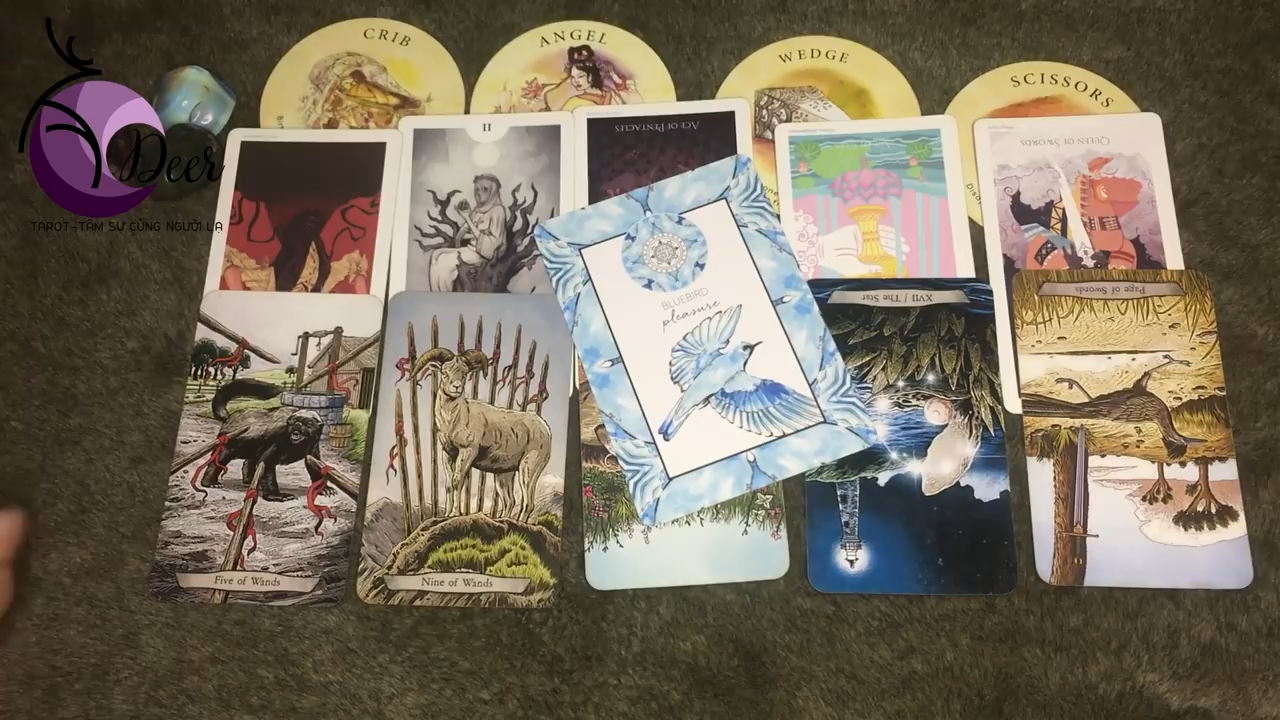 CRIB
ANGEL
WEDGE
SCISSORS
Deer
TAROT-TÂM SỰ CÙNG NGƯỜI LẠ
II
ACE OF PENTACLES
QUEEN OF SWORDS
BLUEBIRD
pleasure
XVII / The Star
Page of Swords
Five of Wands
Nine of Wands